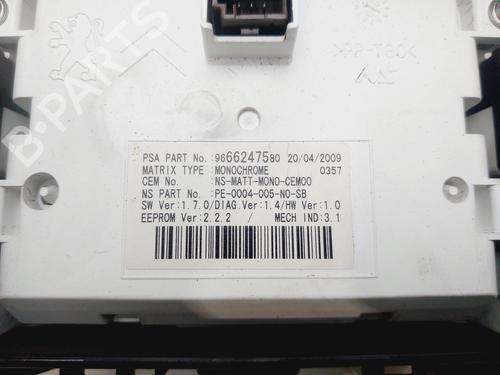 >PP-T80<
PSA PART No. :9666247580 20/04/2009
MATRIX TYPE :MONOCHROME 0357
CEM No. :NS-MATT-MONO-CEM00
NS PART No. :PE-0004-005-N0-SB
SW Ver:1.7.0/DIAG.Ver:1.4/HW Ver:1.0
EEPROM Ver:2.2.2 / MECH IND:3.1